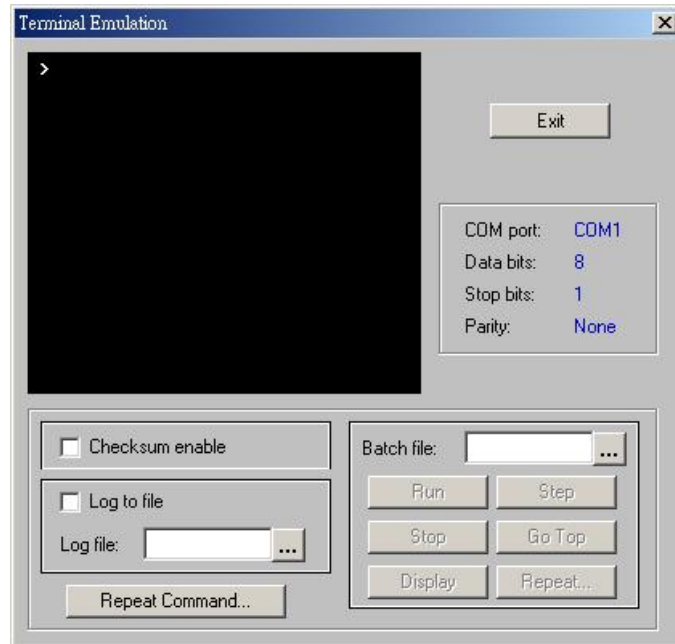 Terminal Emulation
>
Exit
COM port: COM1
Data bits: 8
Stop bits: 1
Parity: None
Checksum enable
Log to file
Log file: ...
Repeat Command...
Batch file: ...
Run Step
Stop Go Top
Display Repeat...